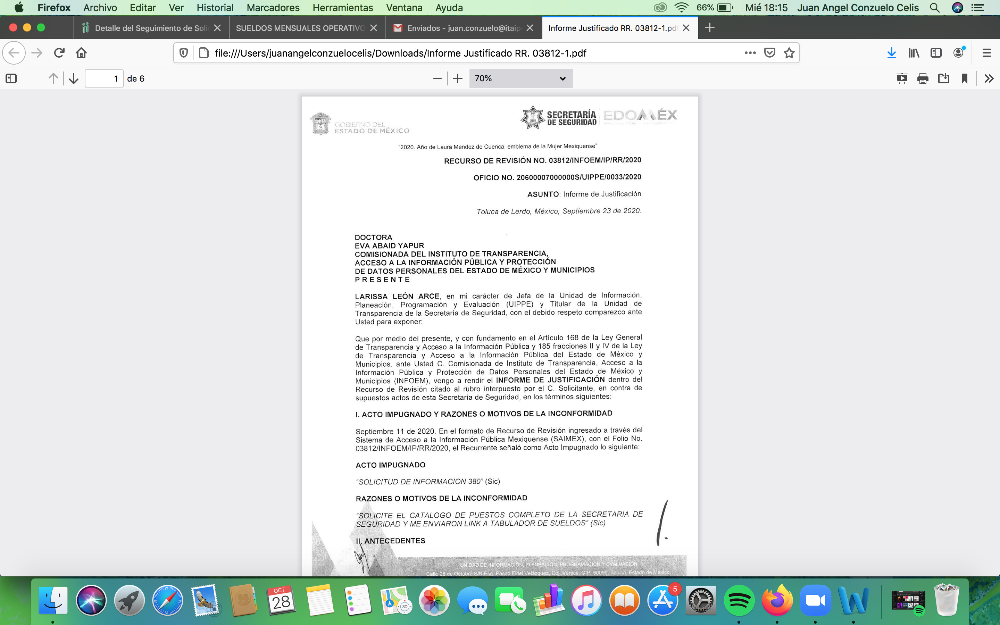 Firefox Archivo Editar Ver Historial Marcadores Herramientas Ventana Ayuda 66% Mié 18:15 Juan Angel Conzuelo Celis
Detalle del Seguimiento de Soli SUELDOS MENSUALES OPERATIVO Enviados - juan.conzuelo@itaip Informe Justificado RR. 03812-1.pdf
file:///Users/juanangelconzuelocelis/Downloads/Informe Justificado RR. 03812-1.pdf
1 de 6 70%
GOBIERNO DEL
ESTADO DE MÉXICO
SECRETARÍA
DE SEGURIDAD
EDOMÉX
"2020. Año de Laura Méndez de Cuenca; emblema de la Mujer Mexiquense"
RECURSO DE REVISIÓN NO. 03812/INFOEM/IP/RR/2020
OFICIO NO. 20600007000000S/UIPPE/0033/2020
ASUNTO: Informe de Justificación
Toluca de Lerdo, México; Septiembre 23 de 2020.
DOCTORA
EVA ABAID YAPUR
COMISIONADA DEL INSTITUTO DE TRANSPARENCIA,
ACCESO A LA INFORMACIÓN PÚBLICA Y PROTECCIÓN
DE DATOS PERSONALES DEL ESTADO DE MÉXICO Y MUNICIPIOS
P R E S E N T E
LARISSA LEÓN ARCE, en mi carácter de Jefa de la Unidad de Información,
Planeación, Programación y Evaluación (UIPPE) y Titular de la Unidad de
Transparencia de la Secretaría de Seguridad, con el debido respeto comparezco ante
Usted para exponer:
Que por medio del presente, y con fundamento en el Artículo 168 de la Ley General
de Transparencia y Acceso a la Información Pública y 185 fracciones II y IV de la Ley
de Transparencia y Acceso a la Información Pública del Estado de México y
Municipios, ante Usted C. Comisionada de Instituto de Transparencia, Acceso a la
Información Pública y Protección de Datos Personales del Estado de México y
Municipios (INFOEM), vengo a rendir el INFORME DE JUSTIFICACIÓN dentro del
Recurso de Revisión citado al rubro interpuesto por el C. Solicitante, en contra de
supuestos actos de esta Secretaría de Seguridad, en los términos siguientes:
I. ACTO IMPUGNADO Y RAZONES O MOTIVOS DE LA INCONFORMIDAD
Septiembre 11 de 2020. En el formato de Recurso de Revisión ingresado a través del
Sistema de Acceso a la Información Pública Mexiquense (SAIMEX), con el Folio No.
03812/INFOEM/IP/RR/2020, el Recurrente señaló como Acto Impugnado lo siguiente:
ACTO IMPUGNADO
"SOLICITUD DE INFORMACION 380" (Sic)
RAZONES O MOTIVOS DE LA INCONFORMIDAD
"SOLICITE EL CATALOGO DE PUESTOS COMPLETO DE LA SECRETARIA DE
SEGURIDAD Y ME ENVIARON LINK A TABULADOR DE SUELDOS" (Sic)
II. ANTECEDENTES
UNIDAD DE INFORMACIÓN, PLANEACIÓN, PROGRAMACIÓN Y EVALUACIÓN
Calle 28 de Octubre S/N Esq. Paseo Fidel Velázquez, Col. Vértice, C.P. 50090, Toluca, Estado de México.
OCT
28
3D
NUMBERS
5